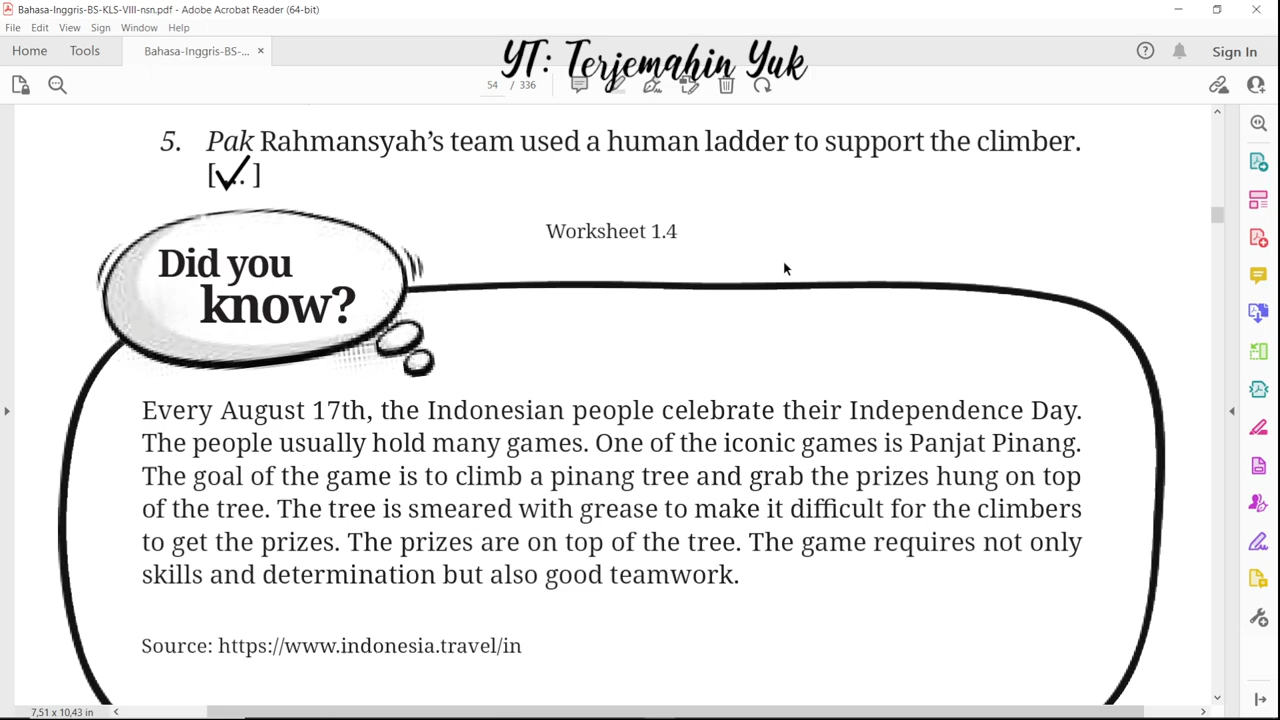 Bahasa-Inggris-BS-KLS-VIII-nsn.pdf - Adobe Acrobat Reader (64-bit)
File Edit View Sign Window Help
Home Tools Bahasa-Inggris-BS-... × Sign In
YT: Terjemahin Yuk
54 / 336
5. Pak Rahmansyah's team used a human ladder to support the climber.
[✓..]
Worksheet 1.4
Did you
know?
Every August 17th, the Indonesian people celebrate their Independence Day.
The people usually hold many games. One of the iconic games is Panjat Pinang.
The goal of the game is to climb a pinang tree and grab the prizes hung on top
of the tree. The tree is smeared with grease to make it difficult for the climbers
to get the prizes. The prizes are on top of the tree. The game requires not only
skills and determination but also good teamwork.
Source: https://www.indonesia.travel/in
7,51 x 10,43 in